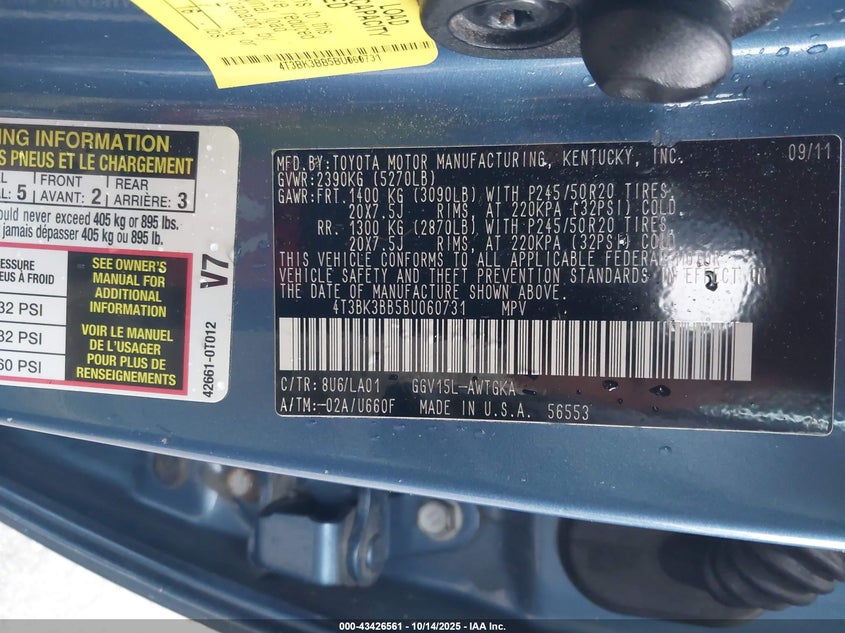 LOAD
CAPACITY
4T3BK3BB5BU060731
ING INFORMATION
S PNEUS ET LE CHARGEMENT
AL: 5
FRONT
AVANT: 2
REAR
ARRIÈRE: 3
ould never exceed 405 kg or 895 lbs.
jamais dépasser 405 kg ou 895 lb.
ESSURE
EUS À FROID
32 PSI
32 PSI
60 PSI
SEE OWNER'S
MANUAL FOR
ADDITIONAL
INFORMATION
VOIR LE MANUEL
DE L'USAGER
POUR PLUS DE
RENSEIGNEMENTS
V7
42661-0T012
MFD. BY: TOYOTA MOTOR MANUFACTURING, KENTUCKY, INC. 09/11
GVWR: 2390KG (5270LB)
GAWR: FRT. 1400 KG (3090LB) WITH P245/50R20 TIRES
20X7.5J RIMS, AT 220KPA (32PSI) COLD
RR. 1300 KG (2870LB) WITH P245/50R20 TIRES
20X7.5J RIMS, AT 220KPA (32PSI) COLD
THIS VEHICLE CONFORMS TO ALL APPLICABLE FEDERAL MOTOR
VEHICLE SAFETY AND THEFT PREVENTION STANDARDS IN EFFECT ON
THE DATE OF MANUFACTURE SHOWN ABOVE.
4T3BK3BB5BU060731 MPV
C/TR: 8U6/LA01 GGV15L-AWTGKA
A/TM: -02A/U660F MADE IN U.S.A. 56553
000-43426561 - 10/14/2025 - IAA Inc.